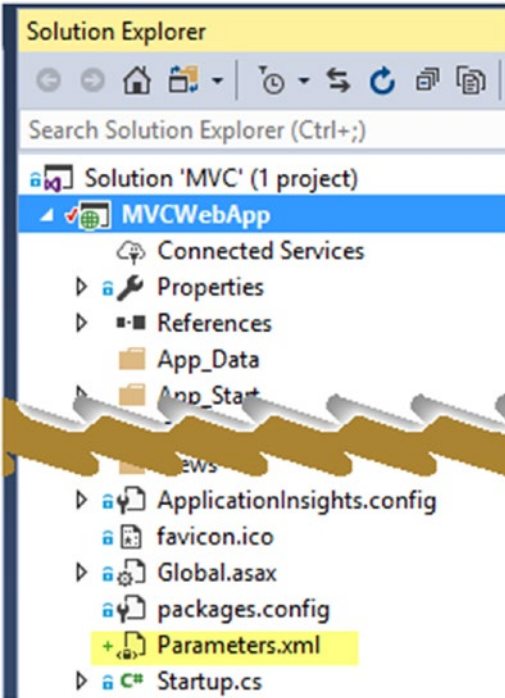 Solution Explorer
Search Solution Explorer (Ctrl+;)
Solution 'MVC' (1 project)
MVCWebApp
Connected Services
Properties
References
App_Data
App_Start
ApplicationInsights.config
favicon.ico
Global.asax
packages.config
Parameters.xml
C# Startup.cs